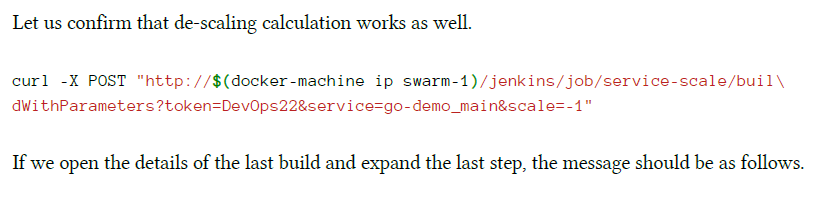 Let us confirm that de-scaling calculation works as well.
curl -X POST "http://$(docker-machine ip swarm-1)/jenkins/job/service-scale/buil\
dWithParameters?token=DevOps22&service=go-demo_main&scale=-1"
If we open the details of the last build and expand the last step, the message should be as follows.